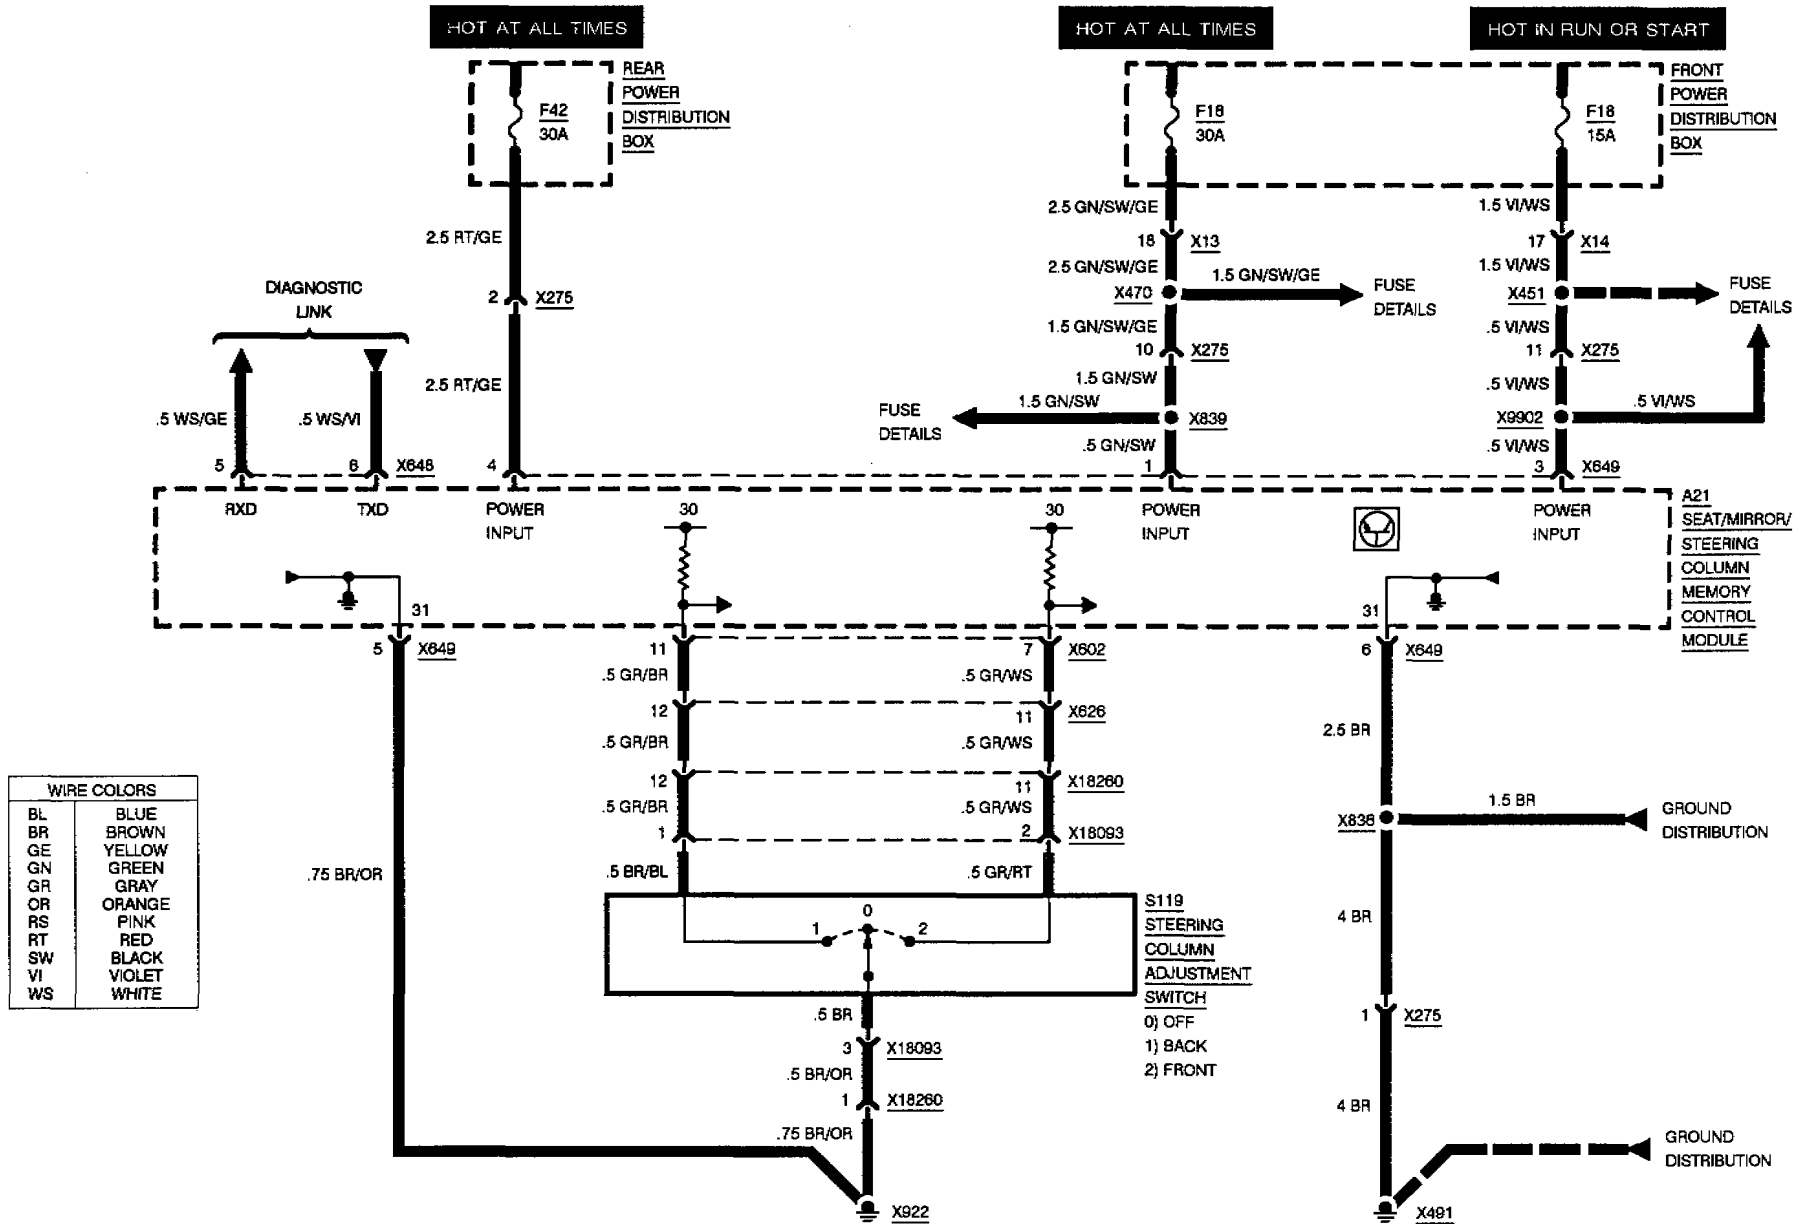 HOT AT ALL TIMES
HOT AT ALL TIMES
HOT IN RUN OR START
REAR
POWER
DISTRIBUTION
BOX
F42
30A
F18
30A
F18
15A
FRONT
POWER
DISTRIBUTION
BOX
2.5 GN/SW/GE
1.5 VI/WS
2.5 RT/GE
18
X13
17
X14
2.5 GN/SW/GE
1.5 GN/SW/GE
1.5 VI/WS
DIAGNOSTIC
LINK
2
X275
X470
FUSE
DETAILS
X451
FUSE
DETAILS
1.5 GN/SW/GE
.5 VI/WS
10
X275
11
X275
2.5 RT/GE
1.5 GN/SW
.5 VI/WS
.5 WS/GE
.5 WS/VI
FUSE
DETAILS
1.5 GN/SW
X839
X9902
.5 VI/WS
.5 GN/SW
.5 VI/WS
5
6
X648
4
1
3
X649
RXD
TXD
POWER
INPUT
30
30
POWER
INPUT
POWER
INPUT
A21
SEAT/MIRROR/
STEERING
COLUMN
MEMORY
CONTROL
MODULE
31
31
5
X649
11
7
X602
6
X649
.5 GR/BR
.5 GR/WS
12
11
X626
2.5 BR
.5 GR/BR
.5 GR/WS
12
11
X18260
.5 GR/BR
.5 GR/WS
1.5 BR
GROUND
DISTRIBUTION
1
2
X18093
X838
WIRE COLORS
BL BLUE
BR BROWN
GE YELLOW
GN GREEN
GR GRAY
OR ORANGE
RS PINK
RT RED
SW BLACK
VI VIOLET
WS WHITE
.75 BR/OR
.5 BR/BL
.5 GR/RT
4 BR
1
0
2
S119
STEERING
COLUMN
ADJUSTMENT
SWITCH
0) OFF
1) BACK
2) FRONT
.5 BR
1
X275
3
X18093
.5 BR/OR
1
X18260
4 BR
.75 BR/OR
GROUND
DISTRIBUTION
X922
X491